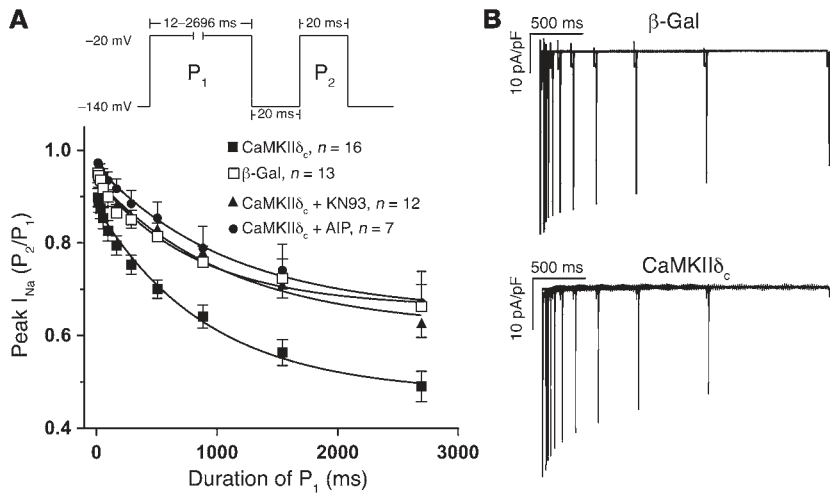 A
12–2696 ms
20 ms
−20 mV
P1
P2
−140 mV
20 ms
CaMKIIδc, n = 16
β-Gal, n = 13
CaMKIIδc + KN93, n = 12
CaMKIIδc + AIP, n = 7
Peak INa (P2/P1)
1.0
0.8
0.6
0.4
0
1000
2000
3000
Duration of P1 (ms)
B
500 ms
β-Gal
10 pA/pF
500 ms
CaMKIIδc
10 pA/pF